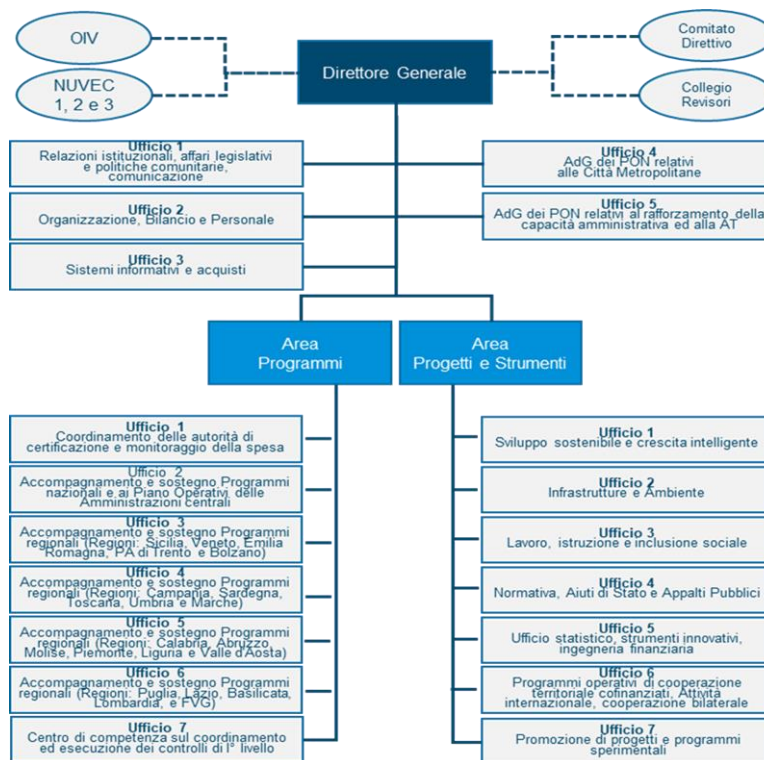 OIV
NUVEC
1, 2 e 3
Direttore Generale
Comitato
Direttivo
Collegio
Revisori
Ufficio 1
Relazioni istituzionali, affari legislativi
e politiche comunitarie,
comunicazione
Ufficio 2
Organizzazione, Bilancio e Personale
Ufficio 3
Sistemi informativi e acquisti
Ufficio 4
AdG dei PON relativi
alle Città Metropolitane
Ufficio 5
AdG dei PON relativi al rafforzamento della
capacità amministrativa ed alla AT
Area
Programmi
Area
Progetti e Strumenti
Ufficio 1
Coordinamento delle autorità di
certificazione e monitoraggio della spesa
Ufficio 2
Accompagnamento e sostegno Programmi
nazionali e ai Piano Operativi delle
Amministrazioni centrali
Ufficio 3
Accompagnamento e sostegno Programmi
regionali (Regioni: Sicilia, Veneto, Emilia
Romagna, PA di Trento e Bolzano)
Ufficio 4
Accompagnamento e sostegno Programmi
regionali (Regioni: Campania, Sardegna,
Toscana, Umbria e Marche)
Ufficio 5
Accompagnamento e sostegno Programmi
regionali (Regioni: Calabria, Abruzzo,
Molise, Piemonte, Liguria e Valle d'Aosta)
Ufficio 6
Accompagnamento e sostegno Programmi
regionali (Regioni: Puglia, Lazio, Basilicata,
Lombardia, e FVG)
Ufficio 7
Centro di competenza sul coordinamento
ed esecuzione dei controlli di I° livello
Ufficio 1
Sviluppo sostenibile e crescita intelligente
Ufficio 2
Infrastrutture e Ambiente
Ufficio 3
Lavoro, istruzione e inclusione sociale
Ufficio 4
Normativa, Aiuti di Stato e Appalti Pubblici
Ufficio 5
Ufficio statistico, strumenti innovativi,
ingegneria finanziaria
Ufficio 6
Programmi operativi di cooperazione
territoriale cofinanziati, Attività
internazionale, cooperazione bilaterale
Ufficio 7
Promozione di progetti e programmi
sperimentali